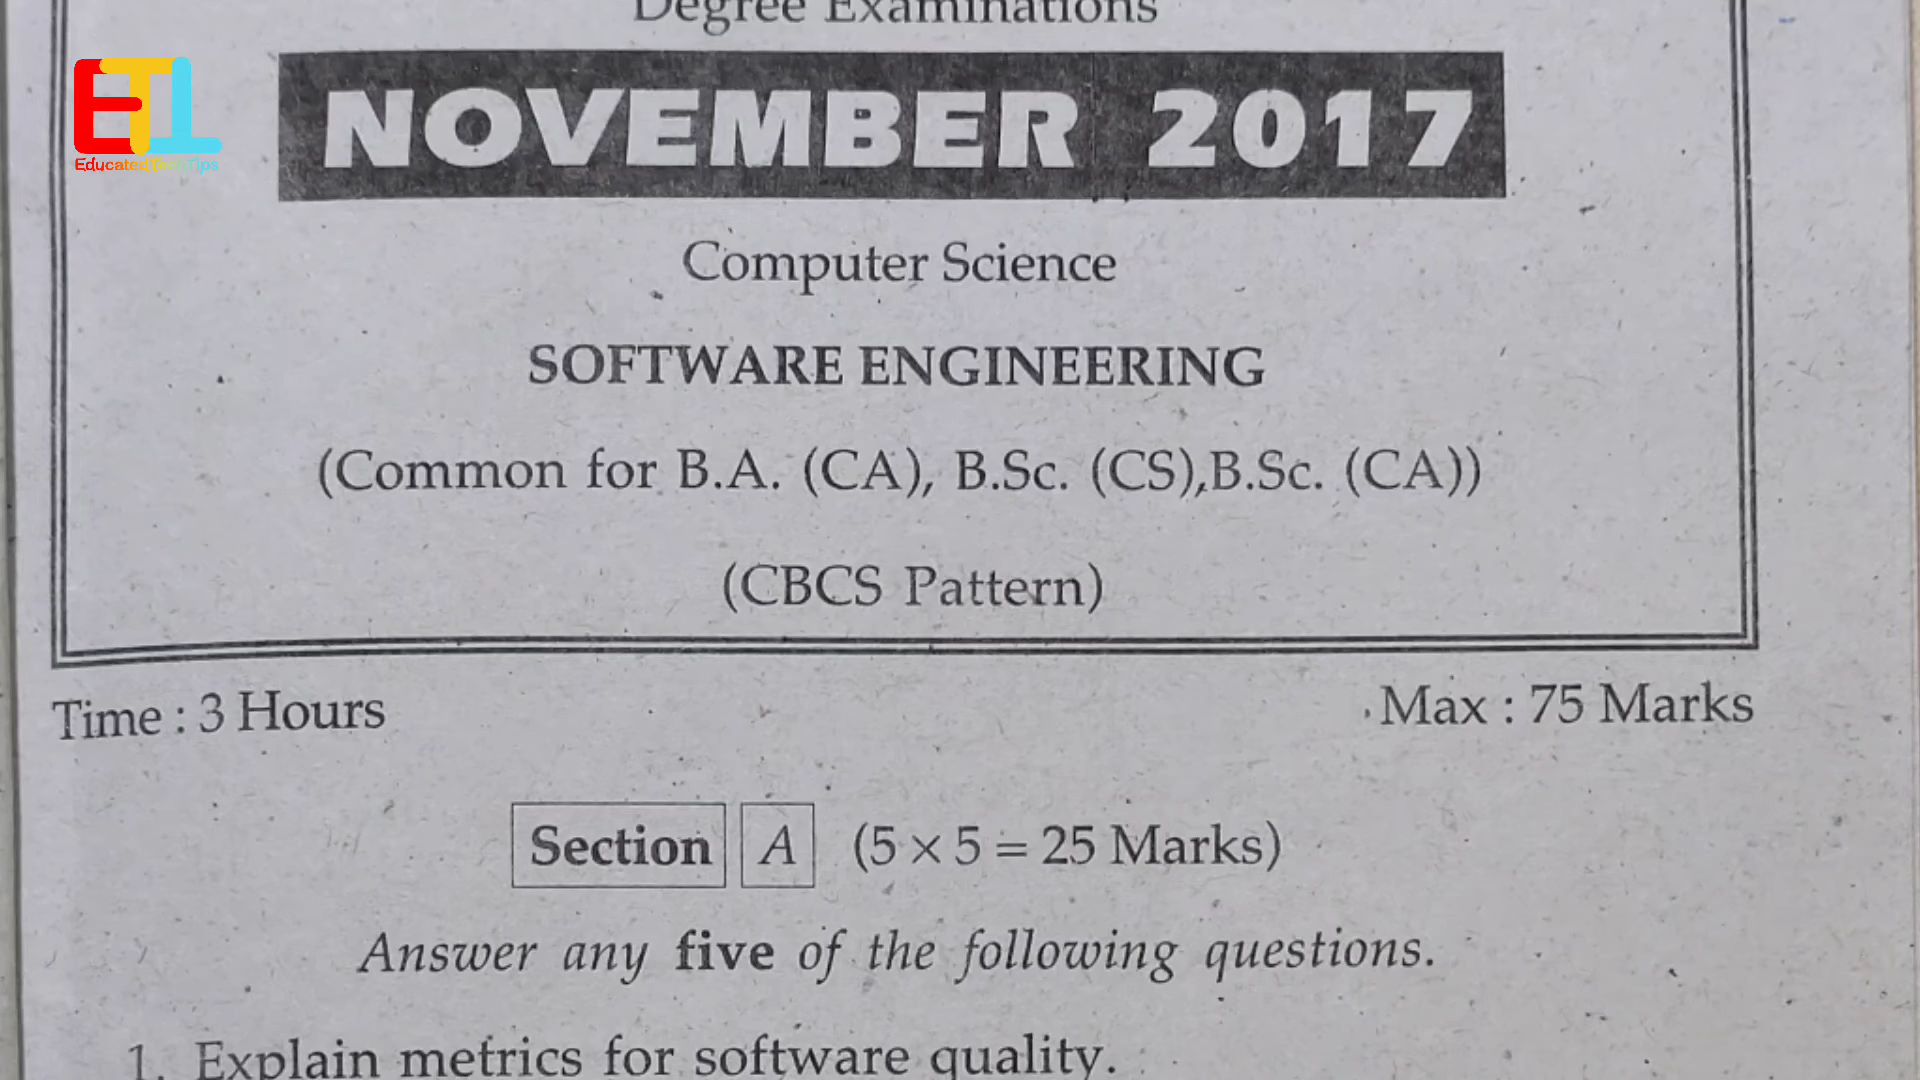 Degree Examinations
NOVEMBER 2017
ETT
EducatedTechTips
Computer Science
SOFTWARE ENGINEERING
(Common for B.A. (CA), B.Sc. (CS),B.Sc. (CA))
(CBCS Pattern)
Time : 3 Hours
Max : 75 Marks
Section A (5 × 5 = 25 Marks)
Answer any five of the following questions.
1. Explain metrics for software quality.